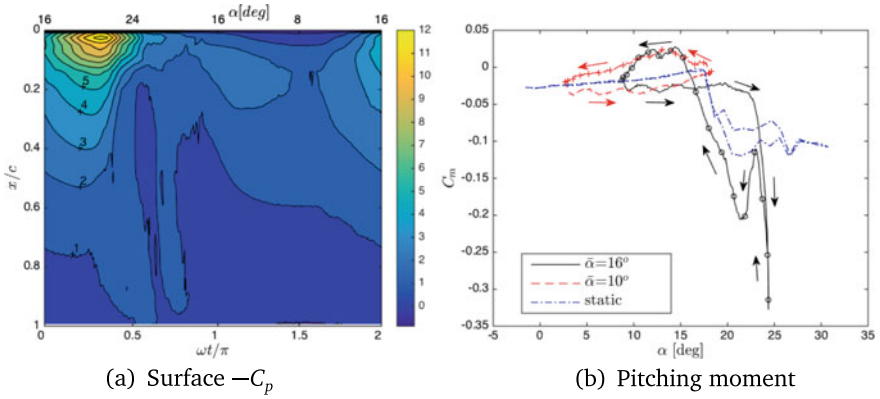 α[deg]
16 24 16 8 16
0
0.2
0.4
0.6
0.8
1
x/c
5
4
3
2
1
0 0.5 1.0 1.5 2
ωt/π
12
11
10
9
8
7
6
5
4
3
2
1
0
(a) Surface −Cp
0.05
0
-0.05
-0.1
-0.15
-0.2
-0.25
-0.3
-0.35
Cm
ᾱ=16°
ᾱ=10°
static
-5 0 5 10 15 20 25 30 35
α [deg]
(b) Pitching moment